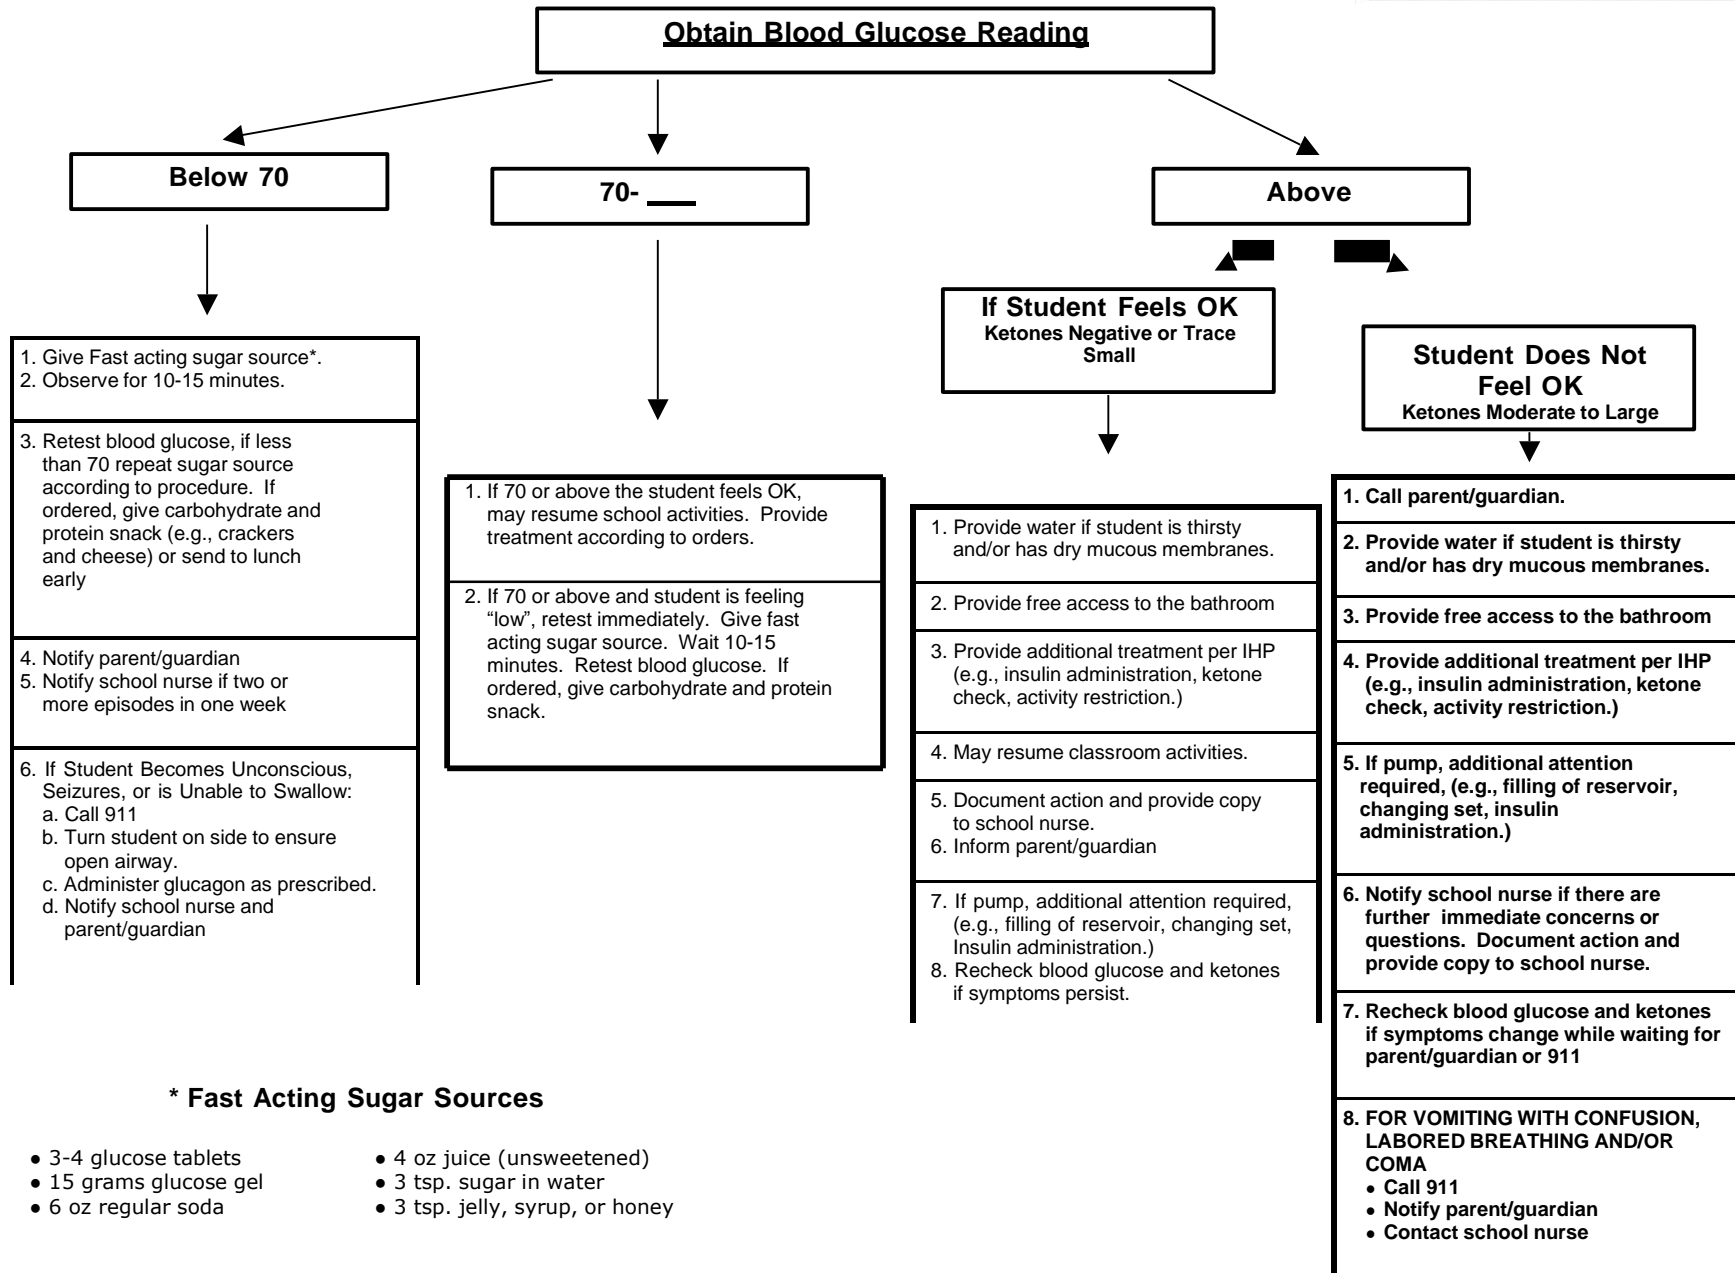 Obtain Blood Glucose Reading
Below 70
70- ___
Above
If Student Feels OK
Ketones Negative or Trace
Small
Student Does Not
Feel OK
Ketones Moderate to Large
1. Give Fast acting sugar source*.
2. Observe for 10-15 minutes.
3. Retest blood glucose, if less
than 70 repeat sugar source
according to procedure. If
ordered, give carbohydrate and
protein snack (e.g., crackers
and cheese) or send to lunch
early
4. Notify parent/guardian
5. Notify school nurse if two or
more episodes in one week
6. If Student Becomes Unconscious,
Seizures, or is Unable to Swallow:
a. Call 911
b. Turn student on side to ensure
open airway.
c. Administer glucagon as prescribed.
d. Notify school nurse and
parent/guardian
1. If 70 or above the student feels OK,
may resume school activities. Provide
treatment according to orders.
2. If 70 or above and student is feeling
“low”, retest immediately. Give fast
acting sugar source. Wait 10-15
minutes. Retest blood glucose. If
ordered, give carbohydrate and protein
snack.
1. Provide water if student is thirsty
and/or has dry mucous membranes.
2. Provide free access to the bathroom
3. Provide additional treatment per IHP
(e.g., insulin administration, ketone
check, activity restriction.)
4. May resume classroom activities.
5. Document action and provide copy
to school nurse.
6. Inform parent/guardian
7. If pump, additional attention required,
(e.g., filling of reservoir, changing set,
Insulin administration.)
8. Recheck blood glucose and ketones
if symptoms persist.
1. Call parent/guardian.
2. Provide water if student is thirsty
and/or has dry mucous membranes.
3. Provide free access to the bathroom
4. Provide additional treatment per IHP
(e.g., insulin administration, ketone
check, activity restriction.)
5. If pump, additional attention
required, (e.g., filling of reservoir,
changing set, insulin
administration.)
6. Notify school nurse if there are
further immediate concerns or
questions. Document action and
provide copy to school nurse.
7. Recheck blood glucose and ketones
if symptoms change while waiting for
parent/guardian or 911
8. FOR VOMITING WITH CONFUSION,
LABORED BREATHING AND/OR
COMA
● Call 911
● Notify parent/guardian
● Contact school nurse
* Fast Acting Sugar Sources
● 3-4 glucose tablets
● 15 grams glucose gel
● 6 oz regular soda
● 4 oz juice (unsweetened)
● 3 tsp. sugar in water
● 3 tsp. jelly, syrup, or honey